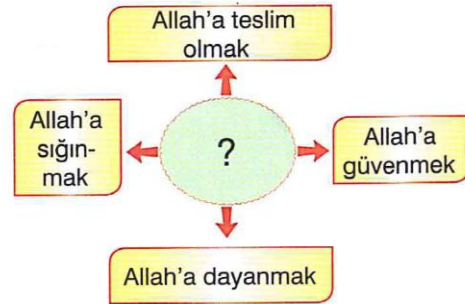 Allah'a teslim
olmak
Allah'a
sığın-
mak
?
Allah'a
güvenmek
Allah'a dayanmak